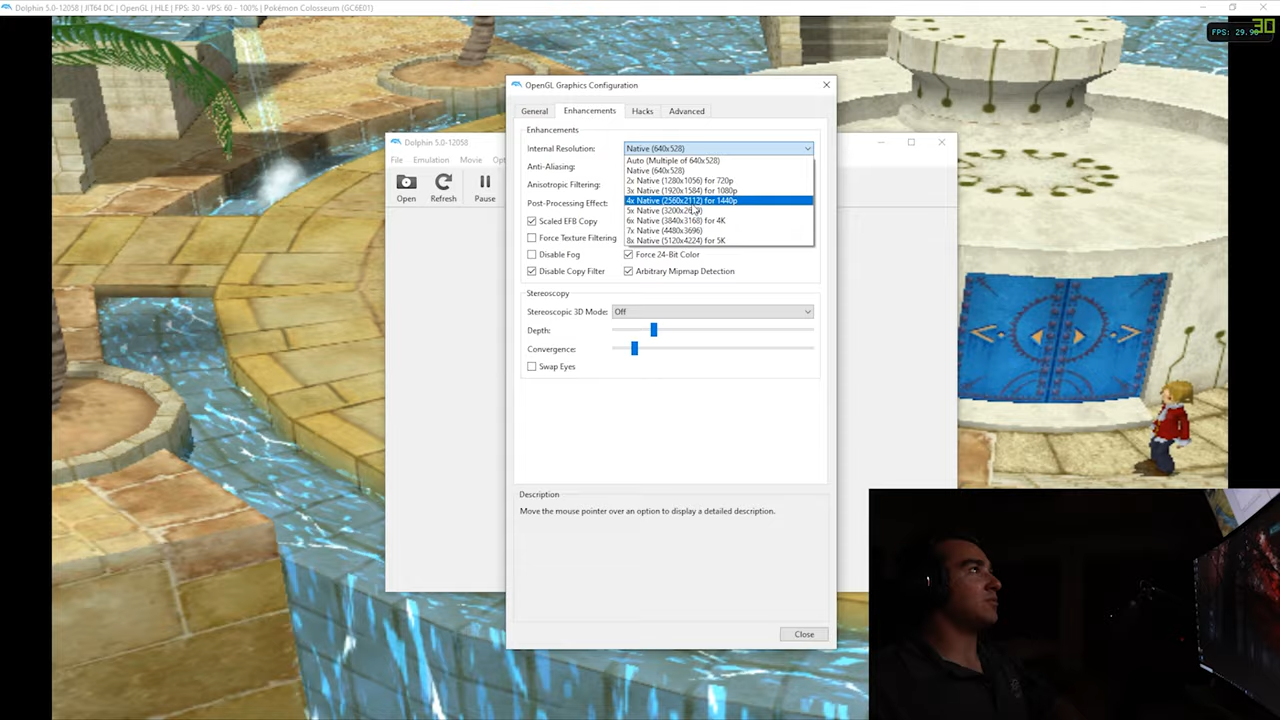 Dolphin 5.0-12058 | JIT64 DC | OpenGL | HLE | FPS: 30 - VPS: 60 - 100% | Pokémon Colosseum (GC6E01)
30
FPS: 29.98
OpenGL Graphics Configuration
General
Enhancements
Hacks
Advanced
Dolphin 5.0-12058
File
Emulation
Movie
Open
Refresh
Pause
Enhancements
Internal Resolution:
Native (640x528)
Auto (Multiple of 640x528)
Native (640x528)
2x Native (1280x1056) for 720p
3x Native (1920x1584) for 1080p
4x Native (2560x2112) for 1440p
5x Native
6x Native (3840x3168) for 4K
7x Native (4480x3696)
8x Native (5120x4224) for 5K
Anti-Aliasing:
Anisotropic Filtering:
Post-Processing Effect:
Scaled EFB Copy
Force Texture Filtering
Disable Fog
Force 24-Bit Color
Disable Copy Filter
Arbitrary Mipmap Detection
Stereoscopy
Stereoscopic 3D Mode:
Off
Depth:
Convergence:
Swap Eyes
Description
Move the mouse pointer over an option to display a detailed description.
Close